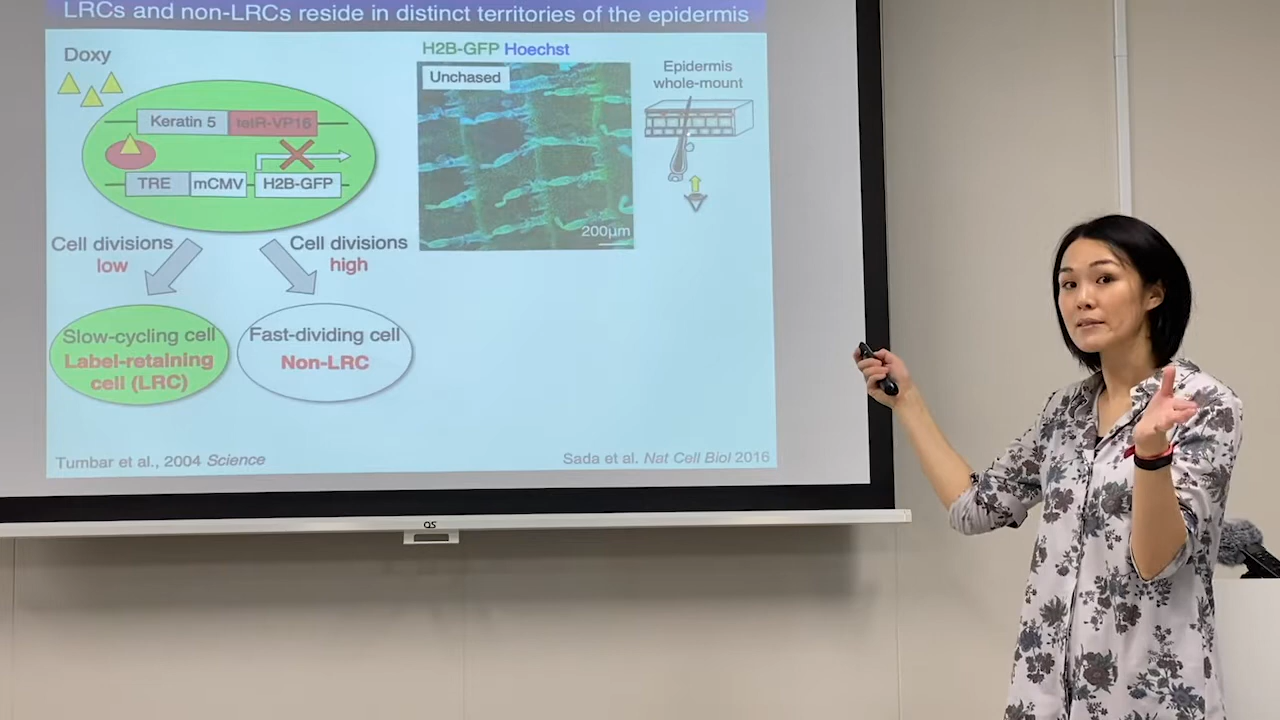 LRCs and non-LRCs reside in distinct territories of the epidermis
Doxy
Keratin 5
tetR-VP16
TRE
mCMV
H2B-GFP
Cell divisions
low
Cell divisions
high
Slow-cycling cell
Label-retaining
cell (LRC)
Fast-dividing cell
Non-LRC
H2B-GFP Hoechst
Unchased
200μm
Epidermis
whole-mount
Tumbar et al., 2004 Science
Sada et al. Nat Cell Biol 2016
OS